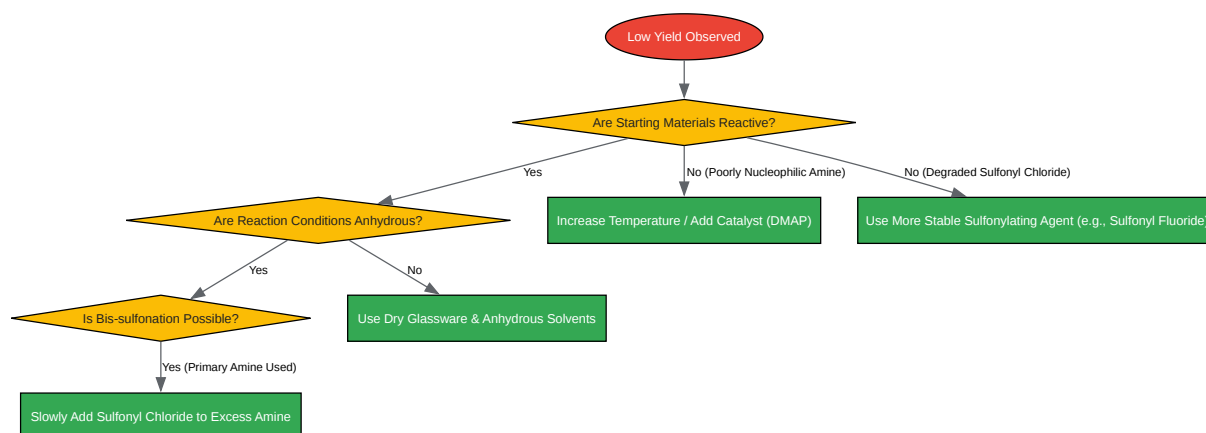 Low Yield Observed
Are Starting Materials Reactive?
Yes
No (Poorly Nucleophilic Amine)
No (Degraded Sulfonyl Chloride)
Are Reaction Conditions Anhydrous?
Increase Temperature / Add Catalyst (DMAP)
Use More Stable Sulfonylating Agent (e.g., Sulfonyl Fluoride)
Yes
No
Is Bis-sulfonation Possible?
Use Dry Glassware & Anhydrous Solvents
Yes (Primary Amine Used)
Slowly Add Sulfonyl Chloride to Excess Amine